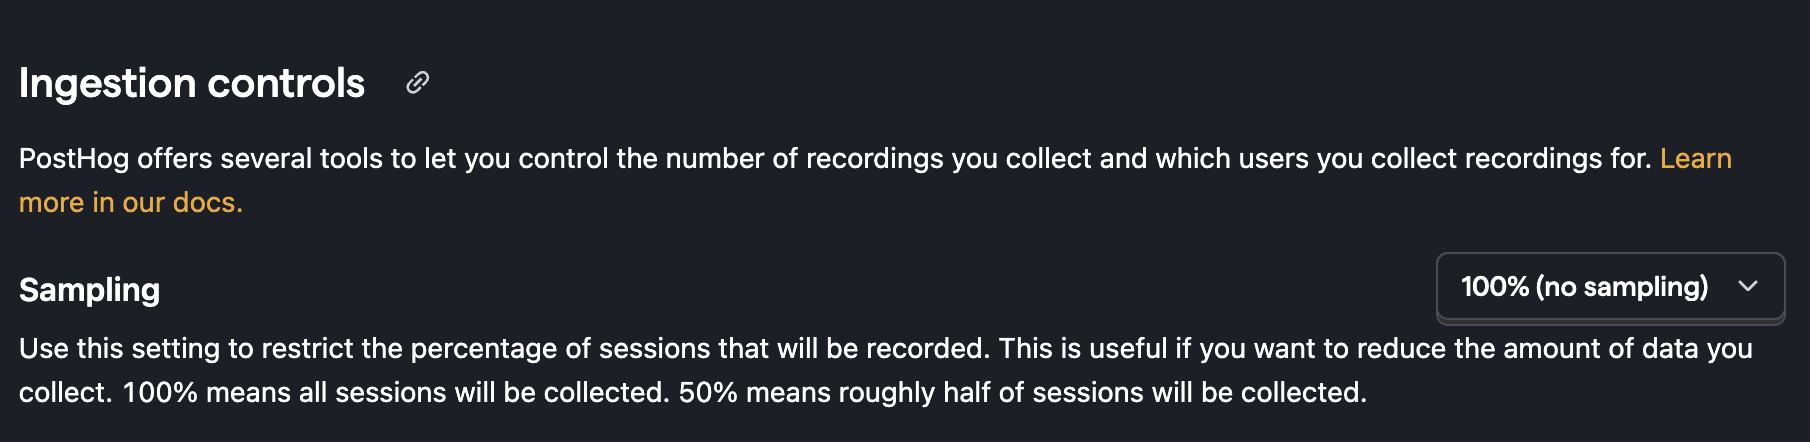 Ingestion controls
PostHog offers several tools to let you control the number of recordings you collect and which users you collect recordings for. Learn
more in our docs.
Sampling
100% (no sampling)
Use this setting to restrict the percentage of sessions that will be recorded. This is useful if you want to reduce the amount of data you
collect. 100% means all sessions will be collected. 50% means roughly half of sessions will be collected.